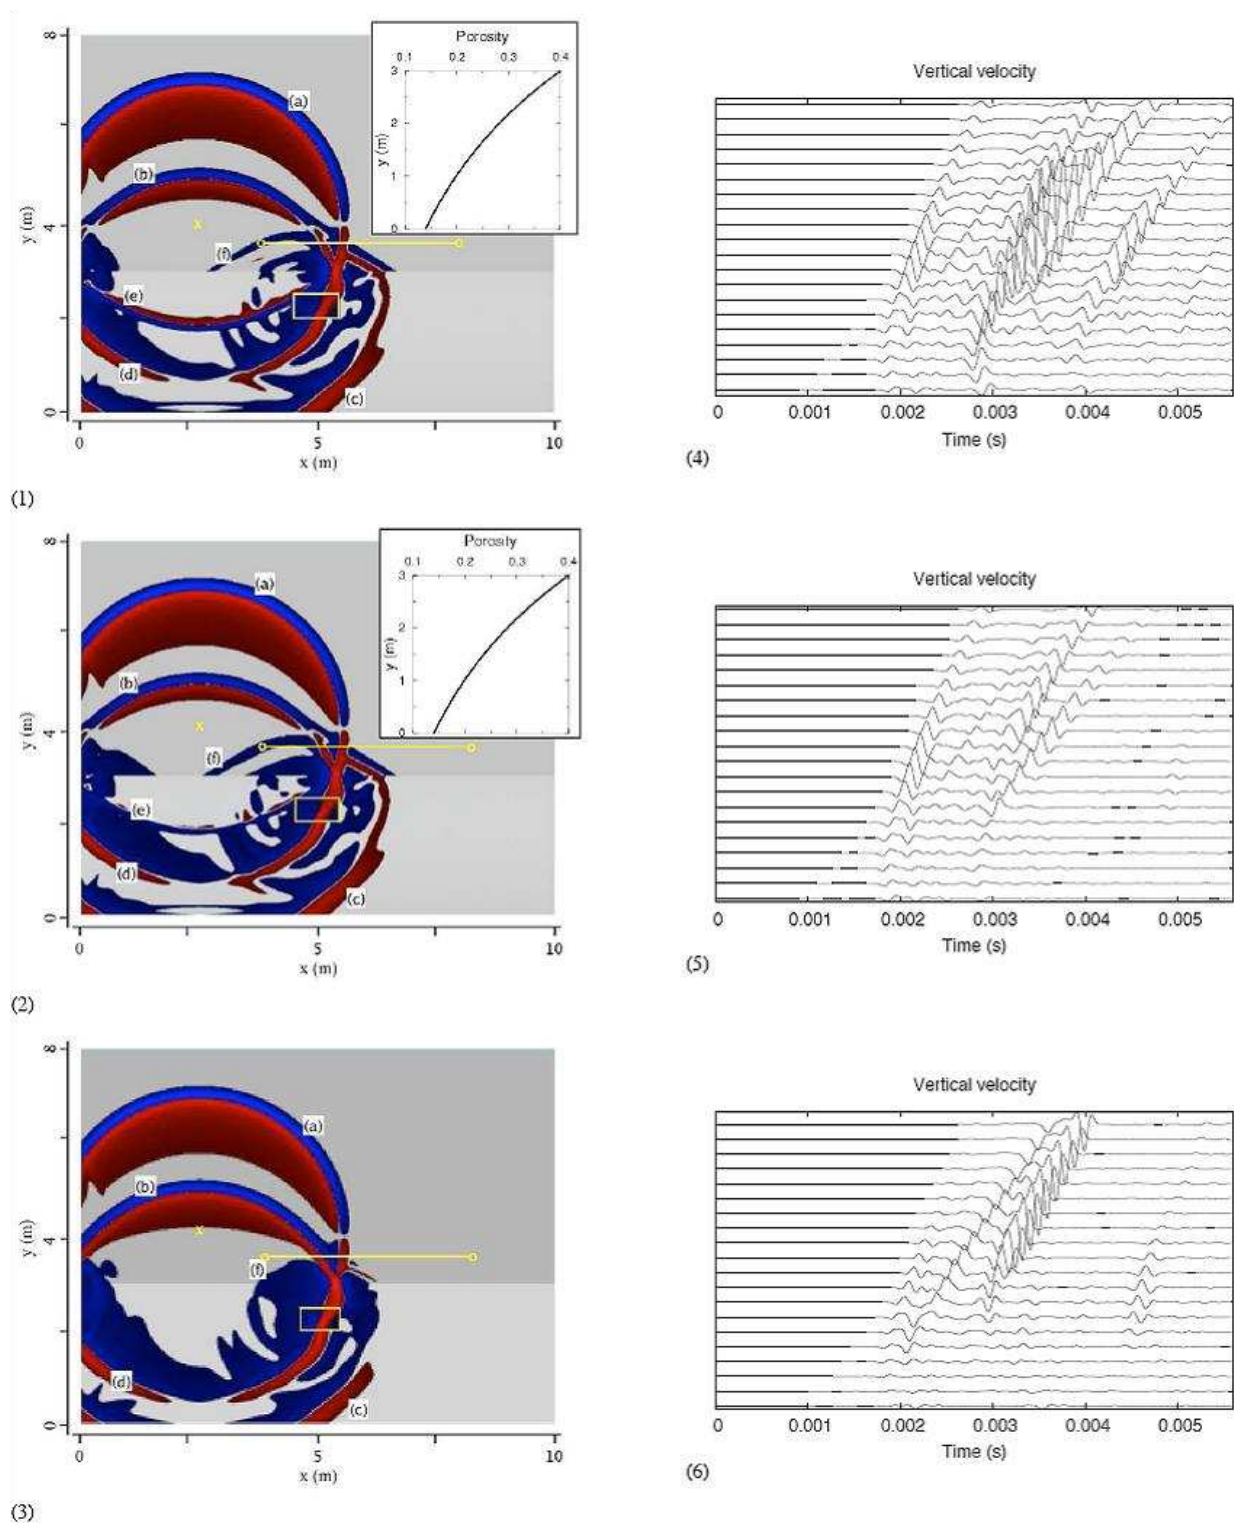 Porosity
0.1 0.2 0.3 0.4
3
2
1
0
y (m)
8
4
0
y (m)
(a)
(b)
x
(f)
(e)
(d)
(c)
0 5 10
x (m)
(1)
Vertical velocity
0 0.001 0.002 0.003 0.004 0.005
Time (s)
(4)
Porosity
0.1 0.2 0.3 0.4
3
2
1
0
y (m)
8
4
0
y (m)
(a)
(b)
x
(f)
(e)
(d)
(c)
0 5 10
x (m)
(2)
Vertical velocity
0 0.001 0.002 0.003 0.004 0.005
Time (s)
(5)
8
4
0
y (m)
(a)
(b)
x
(f)
(d)
(c)
0 5 10
x (m)
(3)
Vertical velocity
0 0.001 0.002 0.003 0.004 0.005
Time (s)
(6)